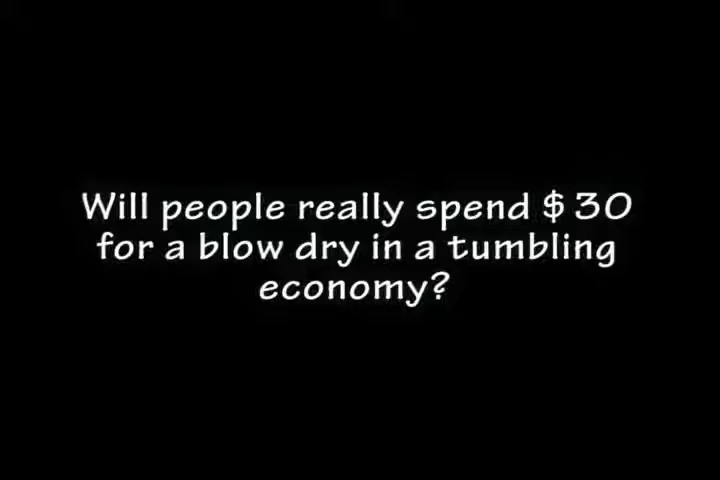 Will people really spend $30
for a blow dry in a tumbling
economy?